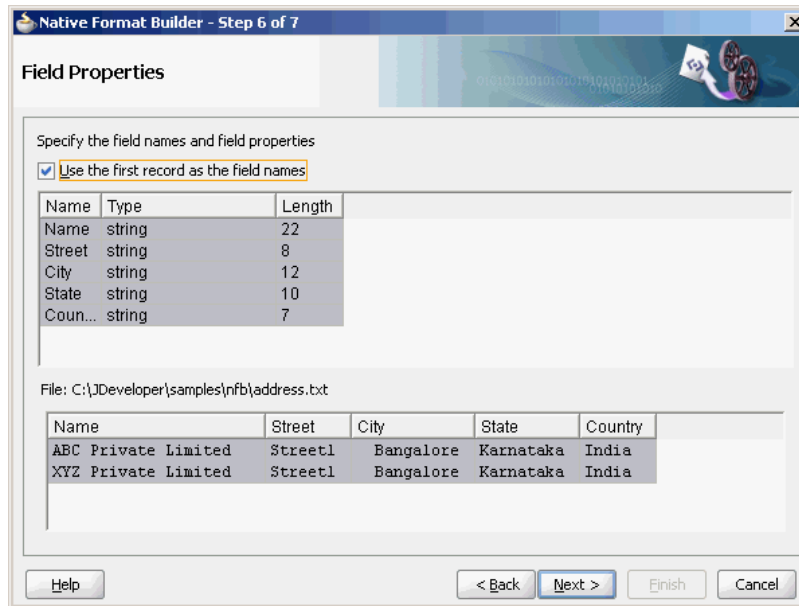 Native Format Builder - Step 6 of 7
Field Properties
Specify the field names and field properties
Use the first record as the field names
Name Type Length
Name string 22
Street string 8
City string 12
State string 10
Coun... string 7
File: C:\JDeveloper\samples\nfb\address.txt
Name Street City State Country
ABC Private Limited Street1 Bangalore Karnataka India
XYZ Private Limited Street1 Bangalore Karnataka India
Help < Back Next > Finish Cancel